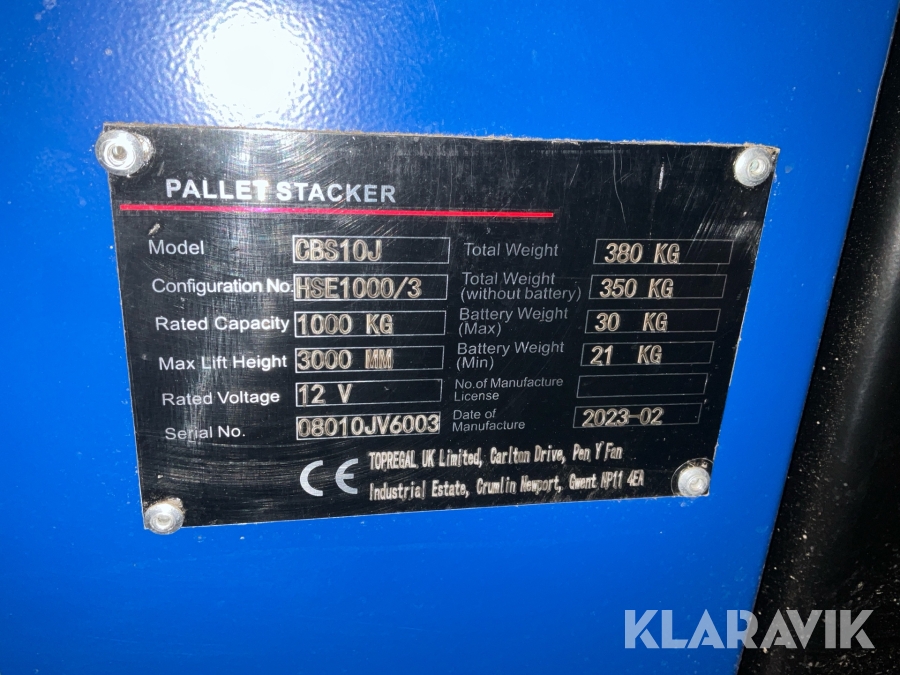 PALLET STACKER
Model CBS10J Total Weight 380 KG
Configuration No. HSE1000/3 Total Weight (without battery) 350 KG
Rated Capacity 1000 KG Battery Weight (Max) 30 KG
Max Lift Height 3000 MM Battery Weight (Min) 21 KG
Rated Voltage 12 V No.of Manufacture License
Serial No. 08010JV6003 Date of Manufacture 2023-02
CE TOPREGAL UK Limited, Carlton Drive, Pen Y Fan
Industrial Estate, Crumlin Newport, Gwent NP11 4EA
KLARAVIK